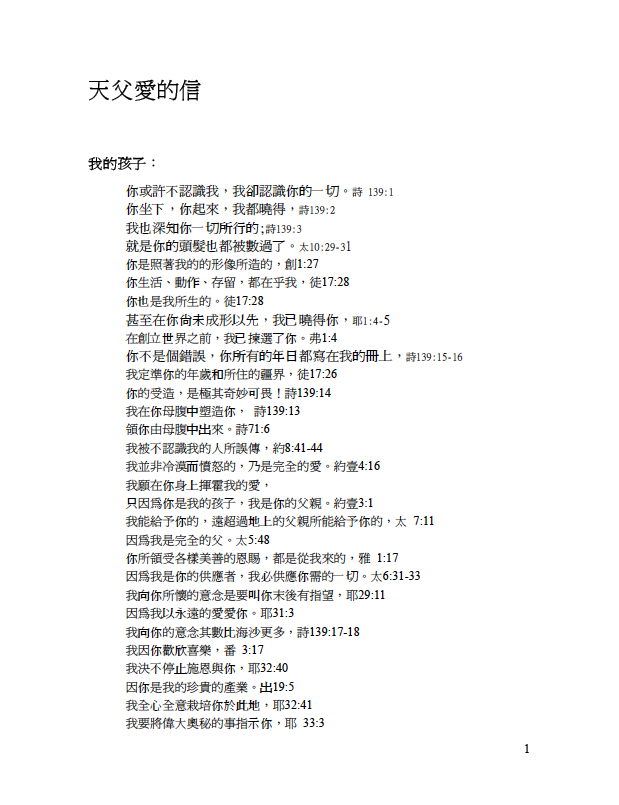 天父愛的信
我的孩子：
你或許不認識我，我卻認識你的一切。詩 139:1
你坐下，你起來，我都曉得，詩139:2
我也深知你一切所行的;詩139:3
就是你的頭髮也都被數過了。太10:29-31
你是照著我的的形像所造的，創1:27
你生活、動作、存留，都在乎我，徒17:28
你也是我所生的。徒17:28
甚至在你尚未成形以先，我已曉得你，耶1:4-5
在創立世界之前，我已揀選了你。弗1:4
你不是個錯誤，你所有的年日都寫在我的冊上，詩139:15-16
我定準你的年歲和所住的疆界，徒17:26
你的受造，是極其奇妙可畏！詩139:14
我在你母腹中塑造你， 詩139:13
領你由母腹中出來。詩71:6
我被不認識我的人所誤傳，約8:41-44
我並非冷漠而憤怒的，乃是完全的愛。約壹4:16
我願在你身上揮霍我的愛，
只因爲你是我的孩子，我是你的父親。約壹3:1
我能給予你的，遠超過地上的父親所能給予你的，太 7:11
因爲我是完全的父。太5:48
你所領受各樣美善的恩賜，都是從我來的，雅 1:17
因爲我是你的供應者，我必供應你需的一切。太6:31-33
我向你所懷的意念是要叫你末後有指望，耶29:11
因爲我以永遠的愛愛你。耶31:3
我向你的意念其數比海沙更多，詩139:17-18
我因你歡欣喜樂，番 3:17
我決不停止施恩與你，耶32:40
因你是我的珍貴的產業。出19:5
我全心全意栽培你於此地，耶32:41
我要將偉大奧秘的事指示你，耶 33:3
1